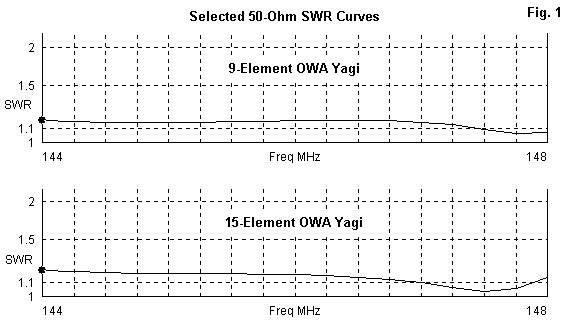 Selected 50-Ohm SWR Curves
Fig. 1
2
9-Element OWA Yagi
1.5
SWR
1.1
1
144 Freq MHz 148
2
15-Element OWA Yagi
1.5
SWR
1.1
1
144 Freq MHz 148